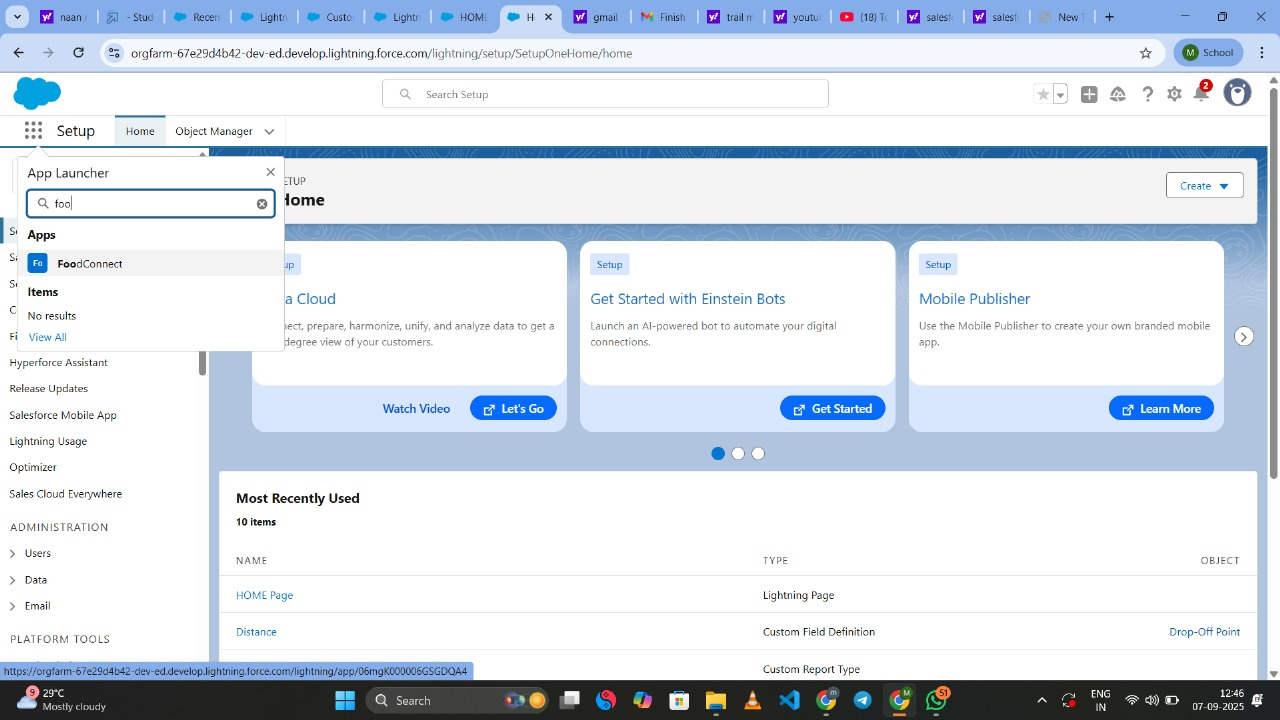 naan r
- Stud
Recen
Lightn
Custo
Lightn
HOME
H
gmail
Finish
trail m
youtu
(18) To
salesf
salesf
New T
orgfarm-67e29d4b42-dev-ed.develop.lightning.force.com/lightning/setup/SetupOneHome/home
M School
Search Setup
2
Setup
Home
Object Manager
App Launcher
foo
Apps
Fo FoodConnect
Items
No results
View All
Hyperforce Assistant
Release Updates
Salesforce Mobile App
Lightning Usage
Optimizer
Sales Cloud Everywhere
ADMINISTRATION
Users
Data
Email
PLATFORM TOOLS
ETUP
Home
Create
up
a Cloud
nect, prepare, harmonize, unify, and analyze data to get a
degree view of your customers.
Watch Video
Let's Go
Setup
Get Started with Einstein Bots
Launch an AI-powered bot to automate your digital
connections.
Get Started
Setup
Mobile Publisher
Use the Mobile Publisher to create your own branded mobile
app.
Learn More
Most Recently Used
10 items
NAME TYPE OBJECT
HOME Page Lightning Page
Distance Custom Field Definition Drop-Off Point
Custom Report Type
https://orgfarm-67e29d4b42-dev-ed.develop.lightning.force.com/lightning/app/06mgK000006GSGDQA4
9
29°C
Mostly cloudy
Search
51
ENG
IN
12:46
07-09-2025